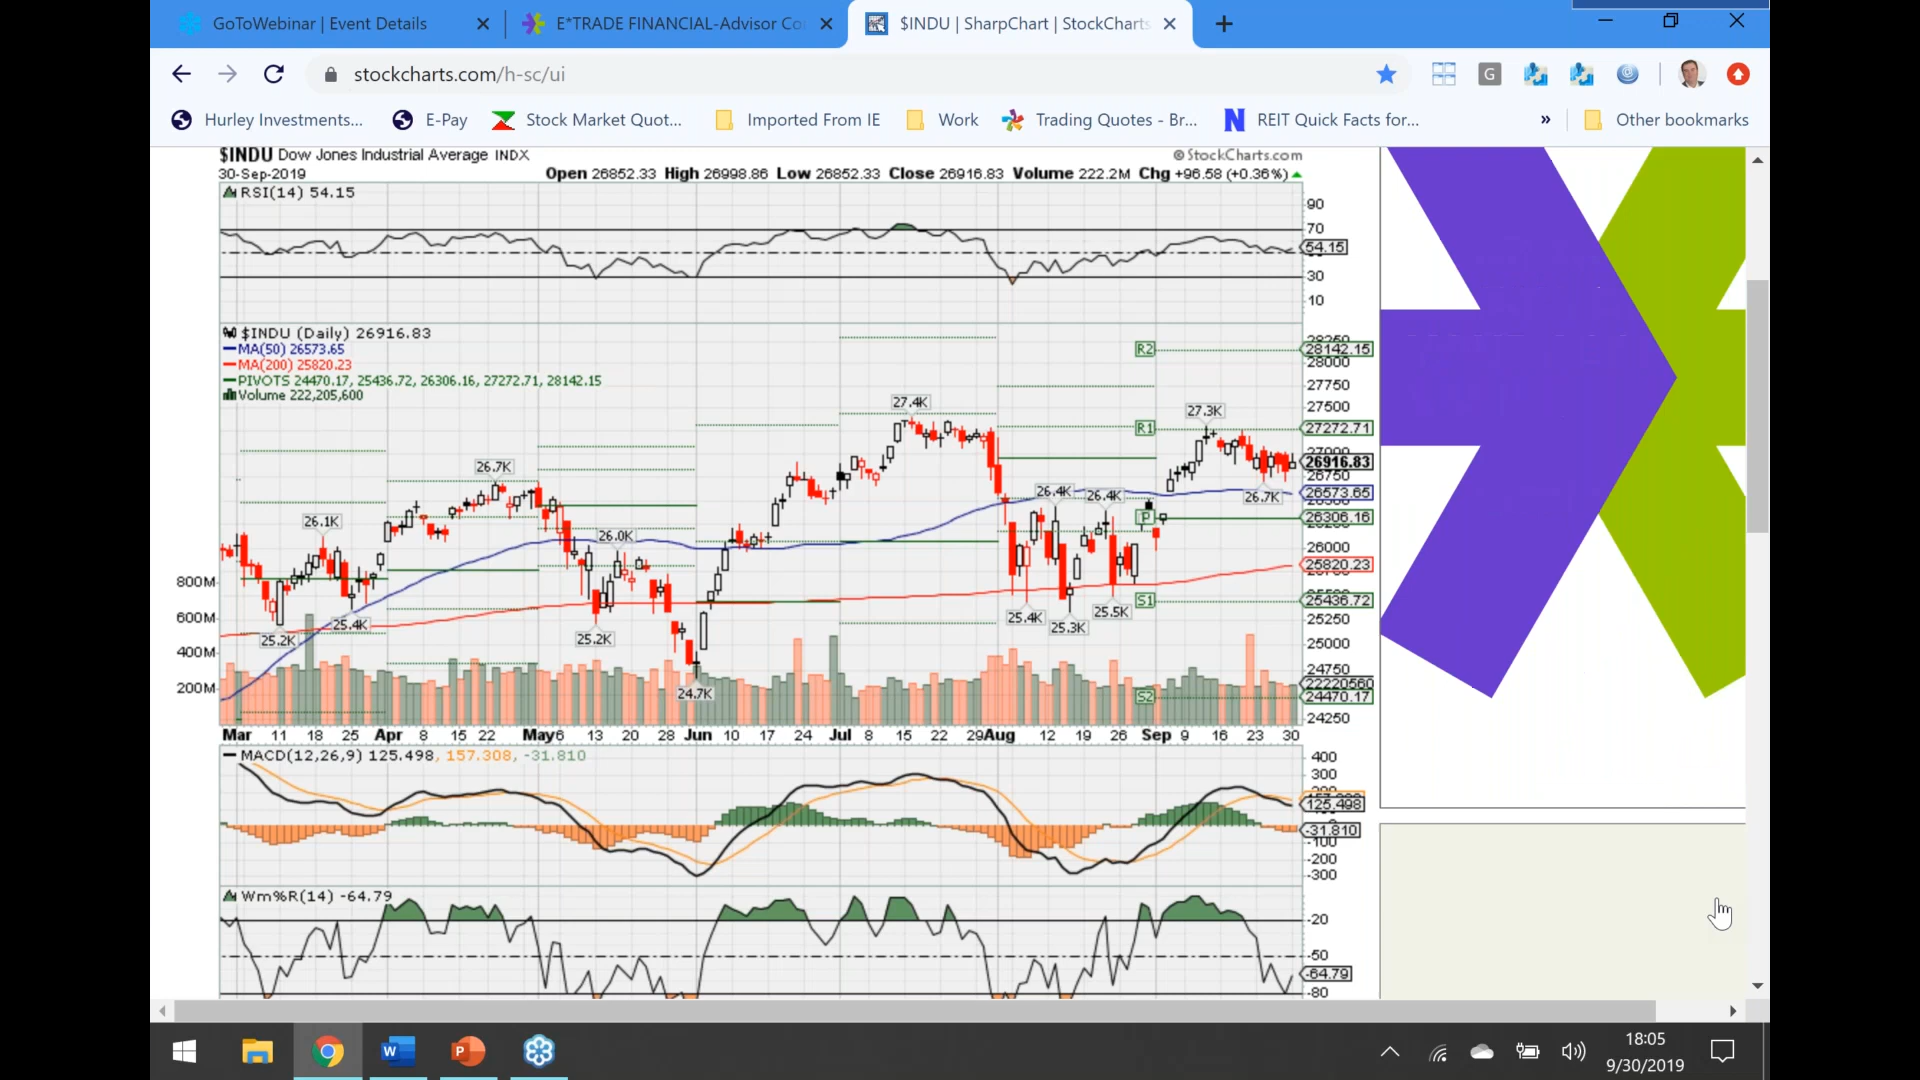 GoToWebinar | Event Details
E*TRADE FINANCIAL-Advisor Co
$INDU | SharpChart | StockCharts
stockcharts.com/h-sc/ui
G
Hurley Investments...
E-Pay
Stock Market Quot...
Imported From IE
Work
Trading Quotes - Br...
N
REIT Quick Facts for...
»
Other bookmarks
$INDU Dow Jones Industrial Average INDX
© StockCharts.com
30-Sep-2019
Open 26852.33 High 26998.86 Low 26852.33 Close 26916.83 Volume 222.2M Chg +96.58 (+0.36%)
RSI(14) 54.15
90
70
54.15
30
10
$INDU (Daily) 26916.83
MA(50) 26573.65
MA(200) 25820.23
PIVOTS 24470.17, 25436.72, 26306.16, 27272.71, 28142.15
Volume 222,205,600
28250
R2
28142.15
28000
27750
27.4K
27500
27.3K
R1
27272.71
27000
26916.83
26.7K
26750
26.4K
26.4K
26.7K
26573.65
26.1K
P
26306.16
26.0K
26000
25820.23
800M
S1
25436.72
25.4K
25.5K
600M
25.4K
25.3K
25250
25.2K
25.2K
25000
400M
24750
200M
24.7K
22220560
S2
24470.17
24250
Mar 11 18 25 Apr 8 15 22 May6 13 20 28 Jun 10 17 24 Jul 8 15 22 29Aug 12 19 26 Sep 9 16 23 30
MACD(12,26,9) 125.498, 157.308, -31.810
400
300
125.498
-31.810
-100
-200
-300
Wm%R(14) -64.79
-20
-50
-64.79
-80
W
P
18:05
9/30/2019